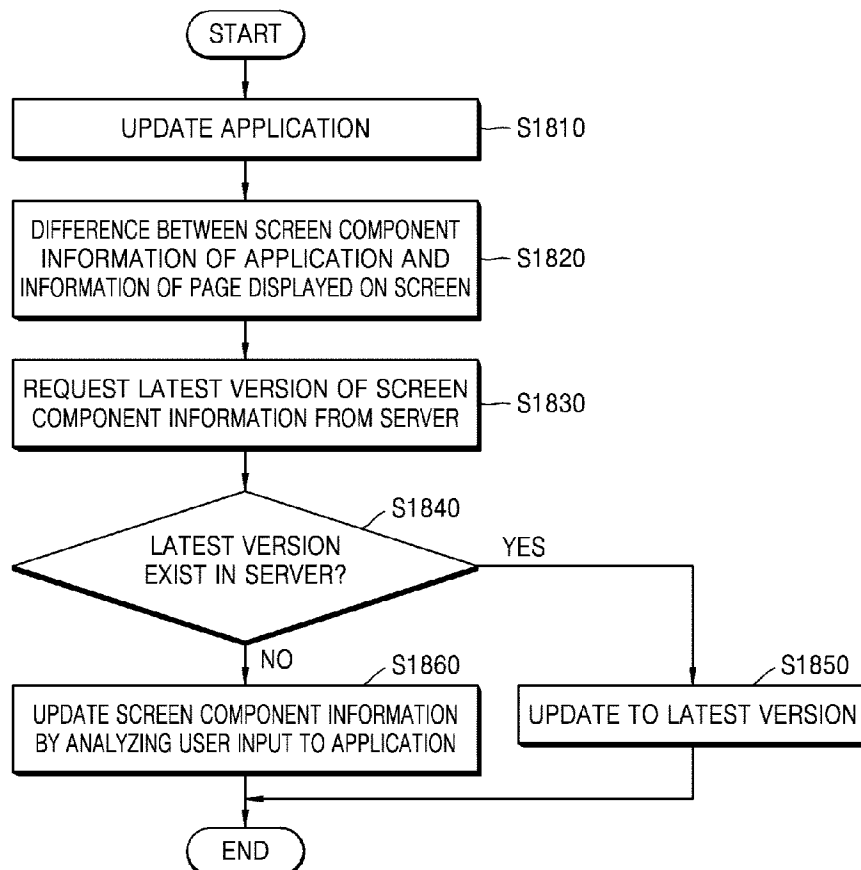 START
UPDATE APPLICATION
S1810
DIFFERENCE BETWEEN SCREEN COMPONENT
INFORMATION OF APPLICATION AND
INFORMATION OF PAGE DISPLAYED ON SCREEN
S1820
REQUEST LATEST VERSION OF SCREEN
COMPONENT INFORMATION FROM SERVER
S1830
S1840
LATEST VERSION
EXIST IN SERVER?
YES
NO
S1860
UPDATE SCREEN COMPONENT INFORMATION
BY ANALYZING USER INPUT TO APPLICATION
S1850
UPDATE TO LATEST VERSION
END